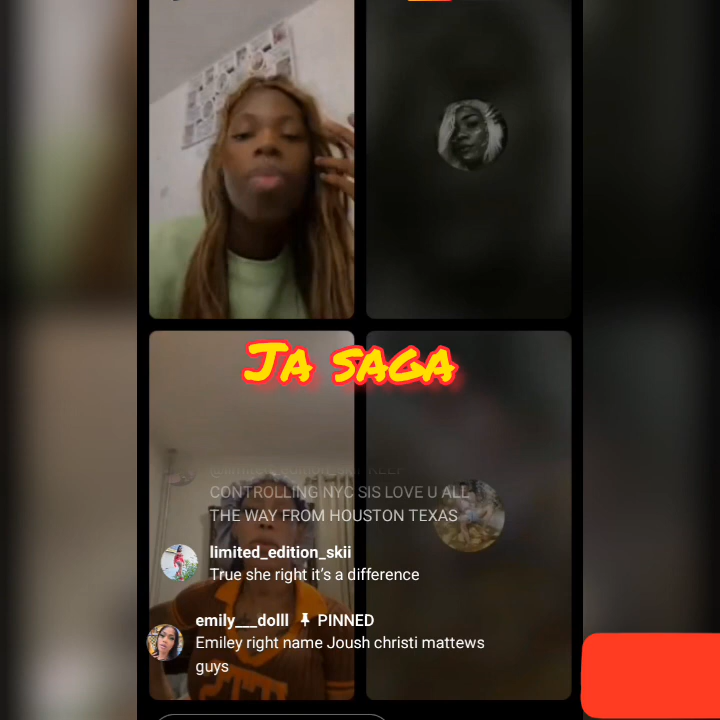 JA SAGA
CONTROLLING NYC SIS LOVE U ALL
THE WAY FROM HOUSTON TEXAS
limited_edition_skii
True she right it's a difference
emily___dolll PINNED
Emiley right name Joush christi mattews
guys